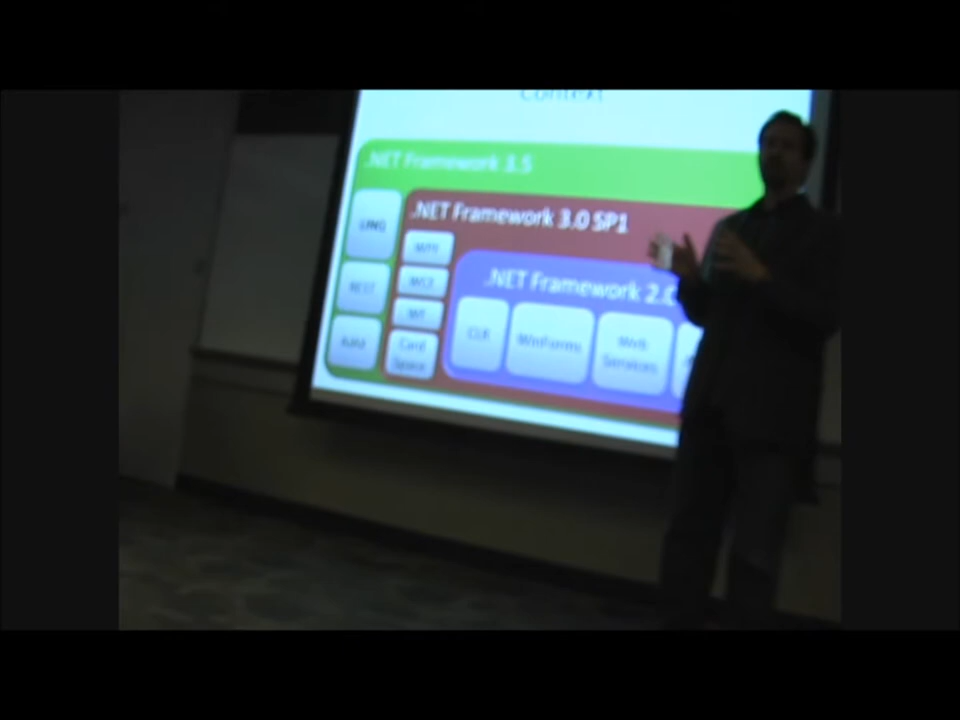 Context
.NET Framework 3.5
.NET Framework 3.0 SP1
.NET Framework 2.0
LINQ
REST
WPF
WCF
WF
Card
Space
CLR
WinForms
Web
Services